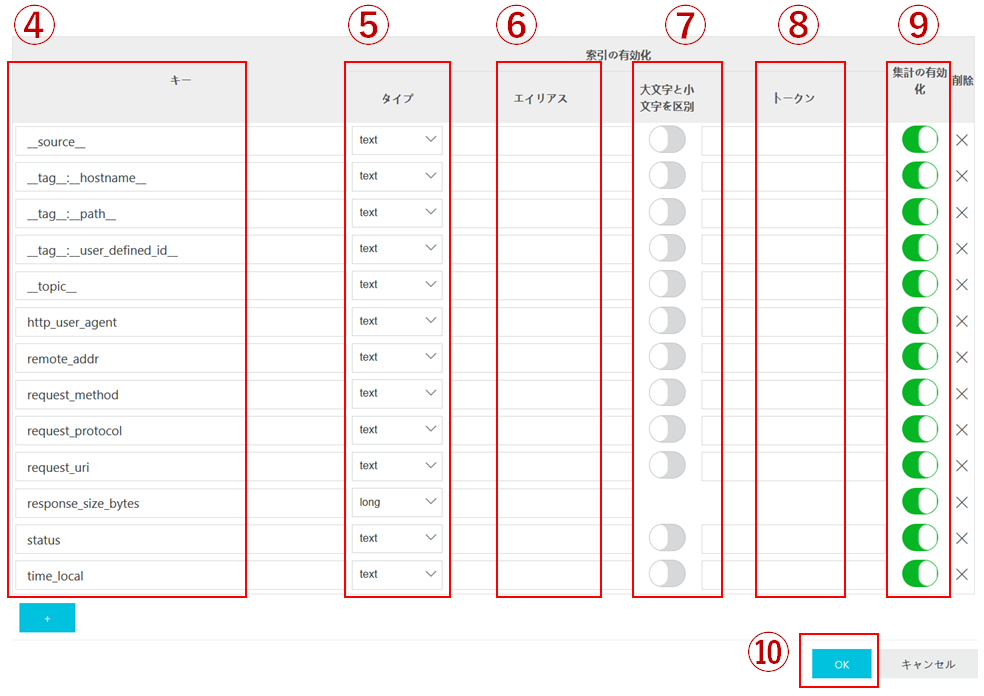 ④ ⑤ ⑥ ⑦ ⑧ ⑨
索引の有効化
キー タイプ エイリアス 大文字と小文字を区別 トークン 集計の有効化 削除
__source__ text
__tag__:__hostname__ text
__tag__:__path__ text
__tag__:__user_defined_id__ text
__topic__ text
http_user_agent text
remote_addr text
request_method text
request_protocol text
request_uri text
response_size_bytes long
status text
time_local text
+
⑩ OK キャンセル